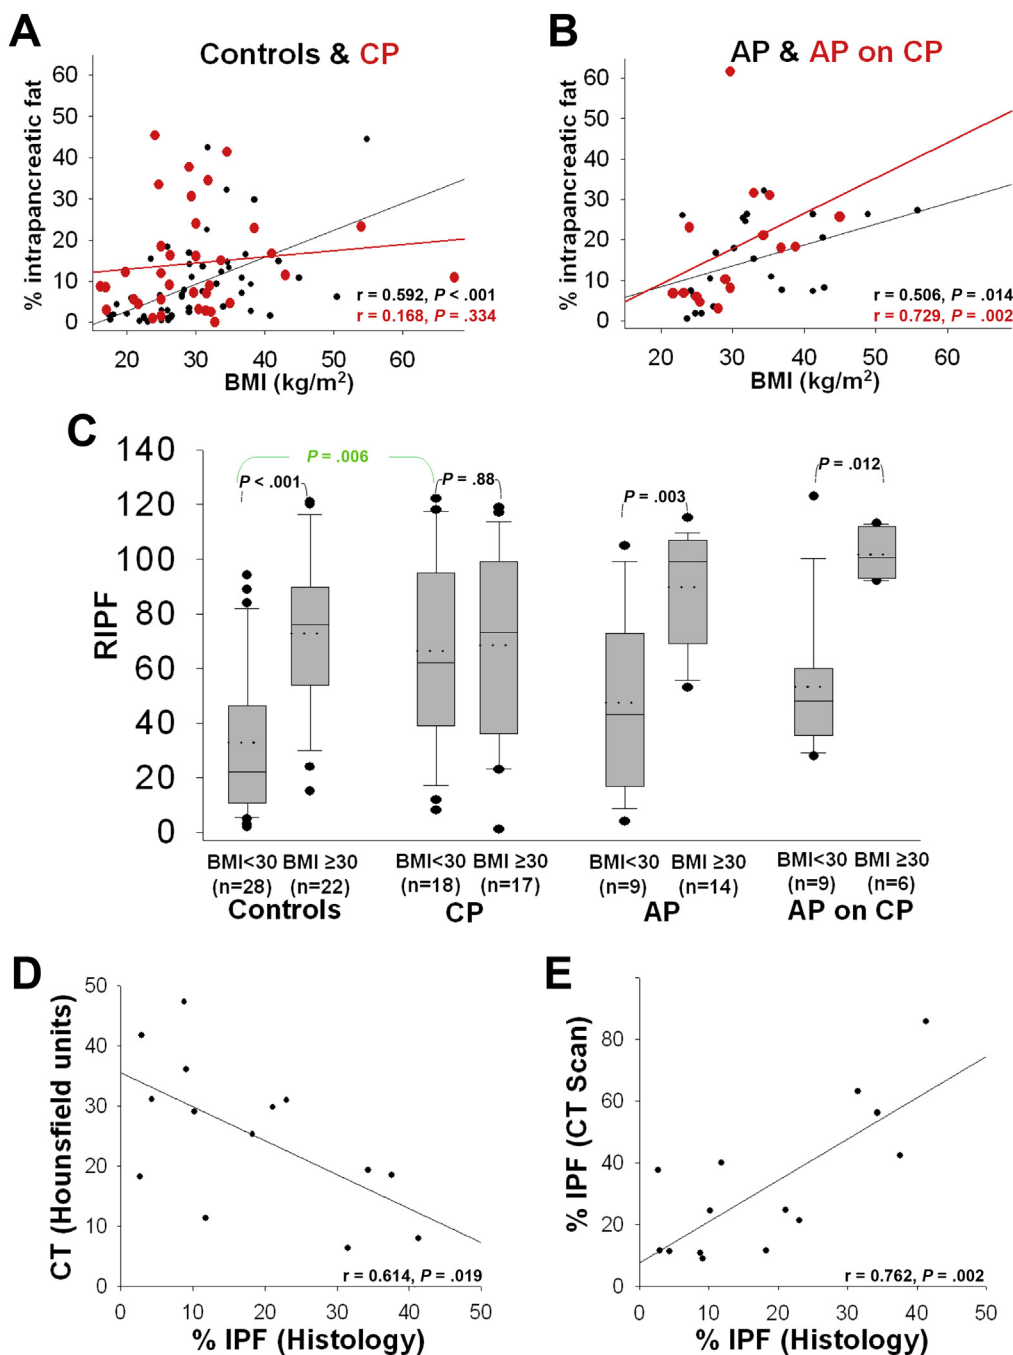 A
Controls & CP
% intrapancreatic fat
60
50
40
30
20
10
0
r = 0.592, P < .001
r = 0.168, P = .334
20 30 40 50 60
BMI (kg/m²)
B
AP & AP on CP
% intrapancreatic fat
60
50
40
30
20
10
0
r = 0.506, P = .014
r = 0.729, P = .002
20 30 40 50 60
BMI (kg/m²)
C
RIPF
140
120
100
80
60
40
20
0
P = .006
P < .001
P = .88
P = .003
P = .012
BMI<30 BMI ≥30 BMI<30 BMI ≥30 BMI<30 BMI ≥30 BMI<30 BMI ≥30
(n=28) (n=22) (n=18) (n=17) (n=9) (n=14) (n=9) (n=6)
Controls CP AP AP on CP
D
CT (Hounsfield units)
50
40
30
20
10
0
r = 0.614, P = .019
0 10 20 30 40 50
% IPF (Histology)
E
% IPF (CT Scan)
80
60
40
20
0
r = 0.762, P = .002
0 10 20 30 40 50
% IPF (Histology)